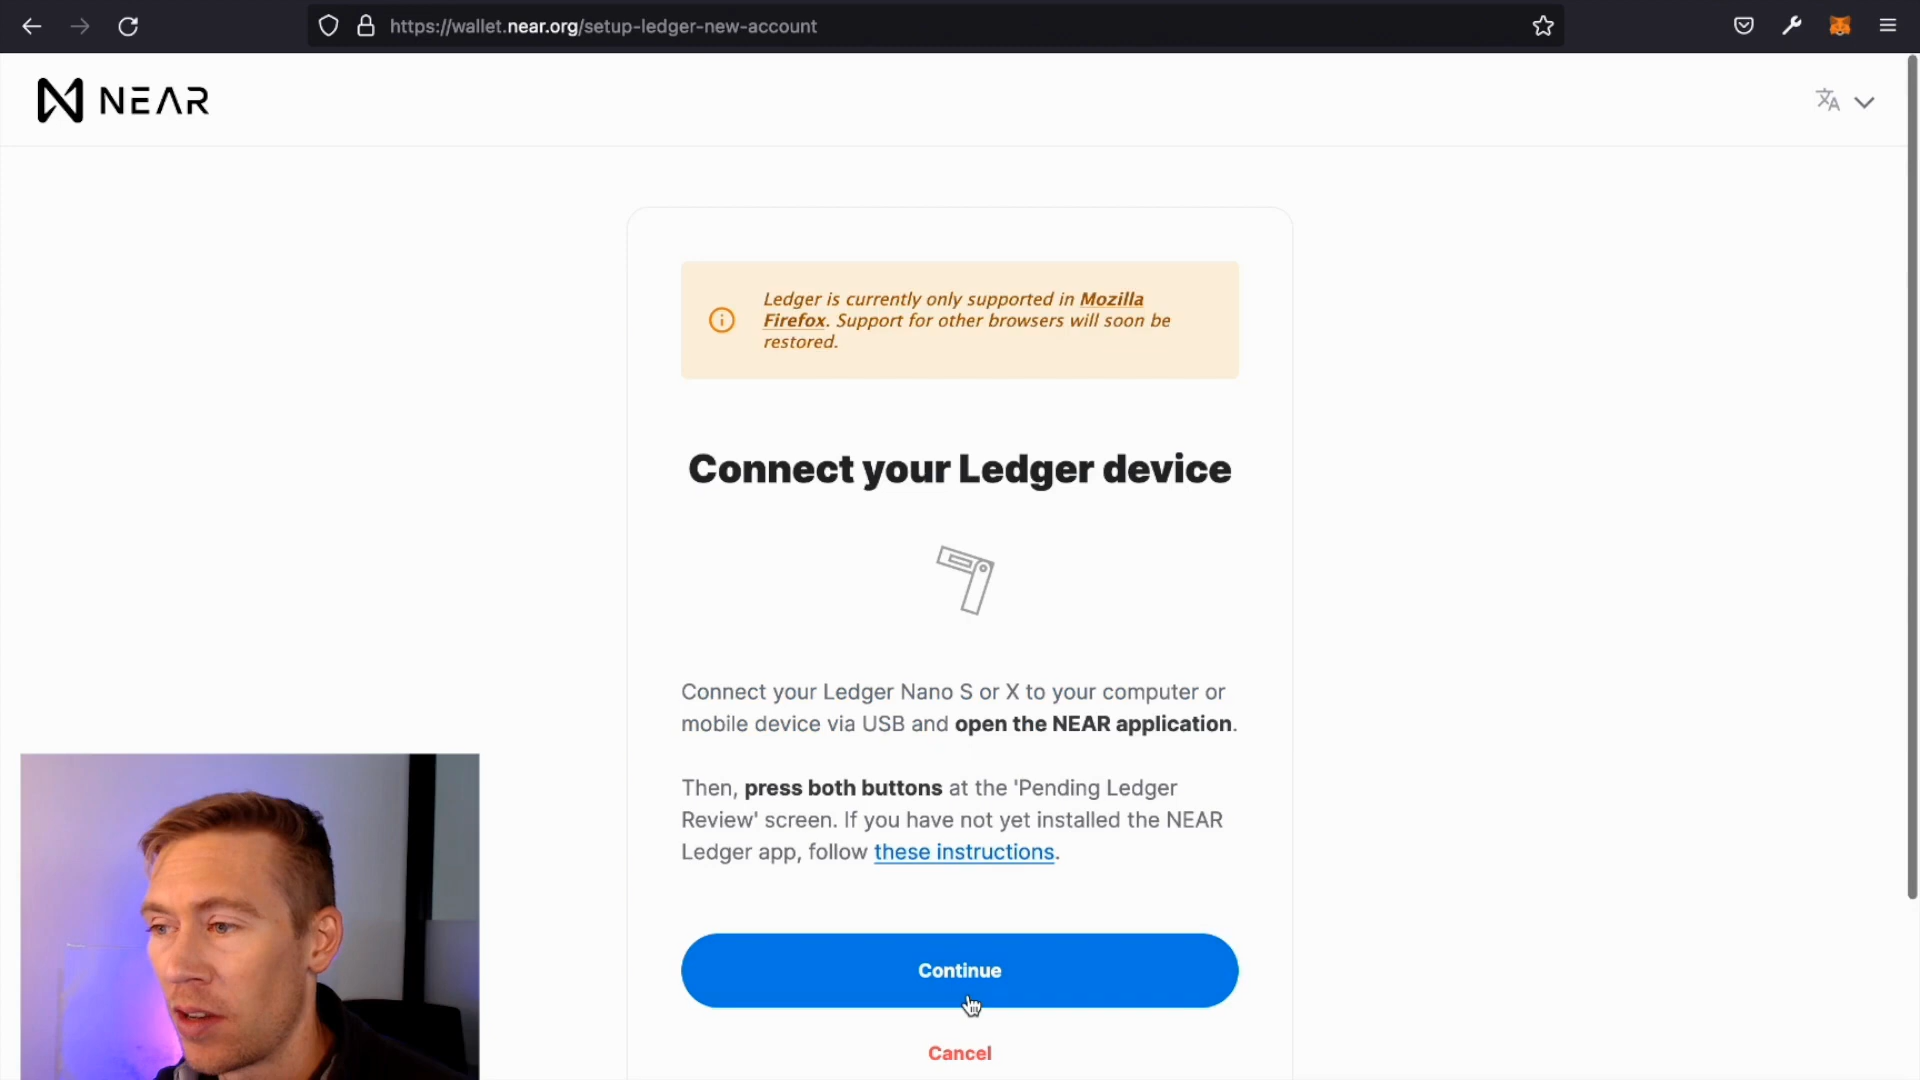 https://wallet.near.org/setup-ledger-new-account
NEAR
Ledger is currently only supported in Mozilla
Firefox. Support for other browsers will soon be
restored.
Connect your Ledger device
Connect your Ledger Nano S or X to your computer or
mobile device via USB and open the NEAR application.
Then, press both buttons at the 'Pending Ledger
Review' screen. If you have not yet installed the NEAR
Ledger app, follow these instructions.
Continue
Cancel